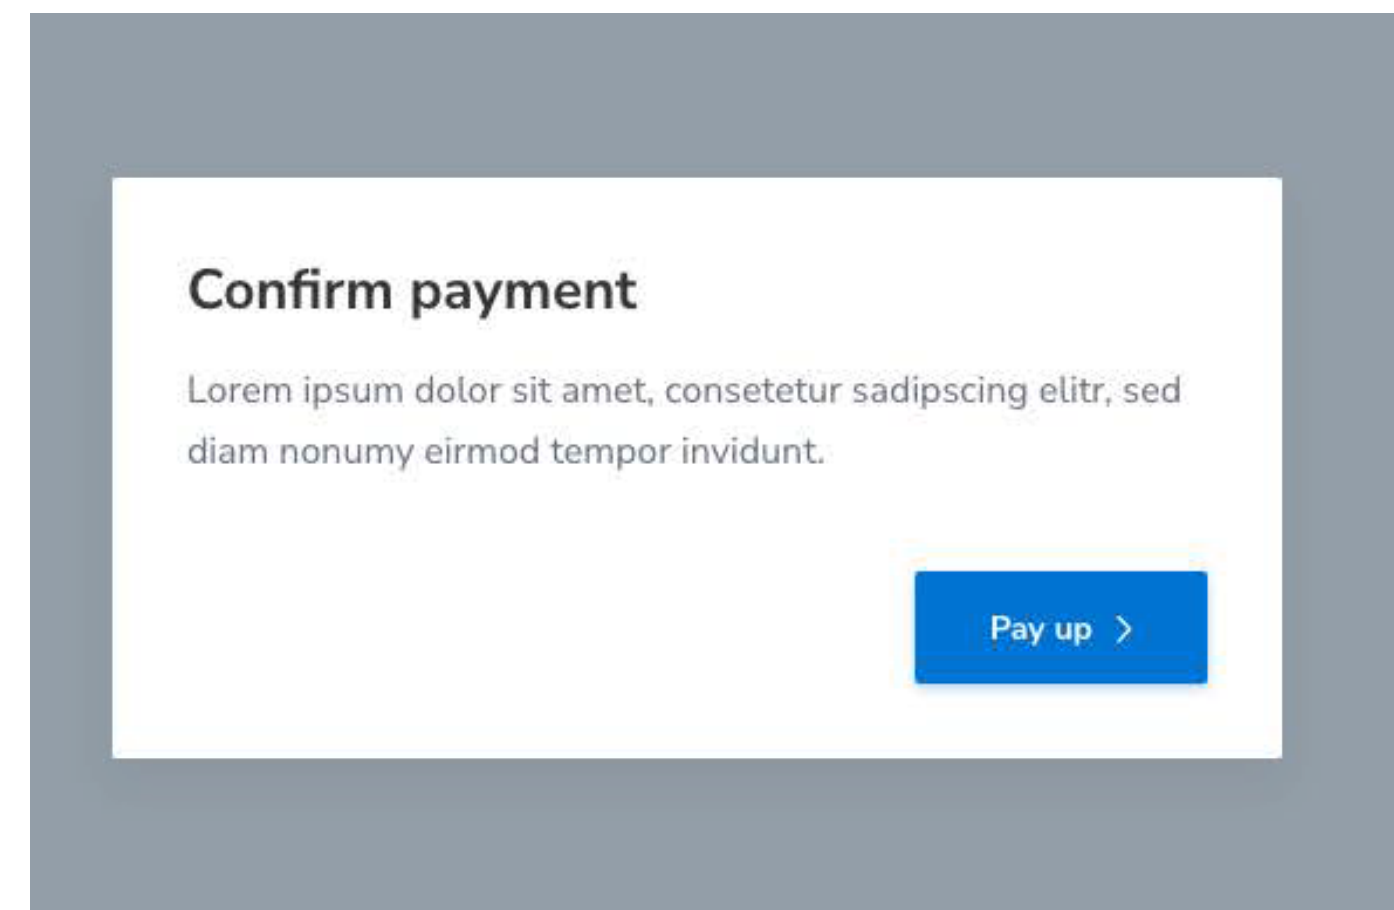 Confirm payment
Lorem ipsum dolor sit amet, consetetur sadipscing elitr, sed
diam nonumy eirmod tempor invidunt.
Pay up